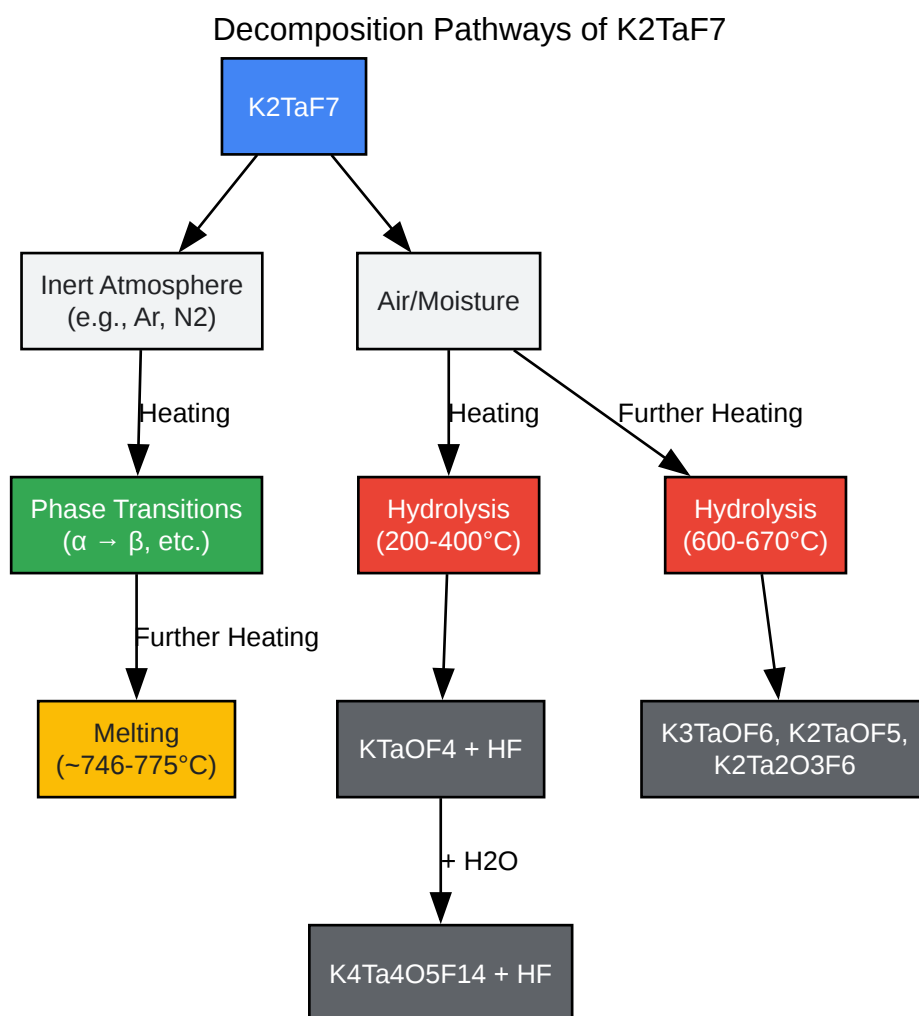 Decomposition Pathways of K2TaF7
K2TaF7
Inert Atmosphere
(e.g., Ar, N2)
Air/Moisture
Heating
Heating
Further Heating
Phase Transitions
(α → β, etc.)
Hydrolysis
(200-400°C)
Hydrolysis
(600-670°C)
Further Heating
Melting
(~746-775°C)
KTaOF4 + HF
K3TaOF6, K2TaOF5,
K2Ta2O3F6
+ H2O
K4Ta4O5F14 + HF